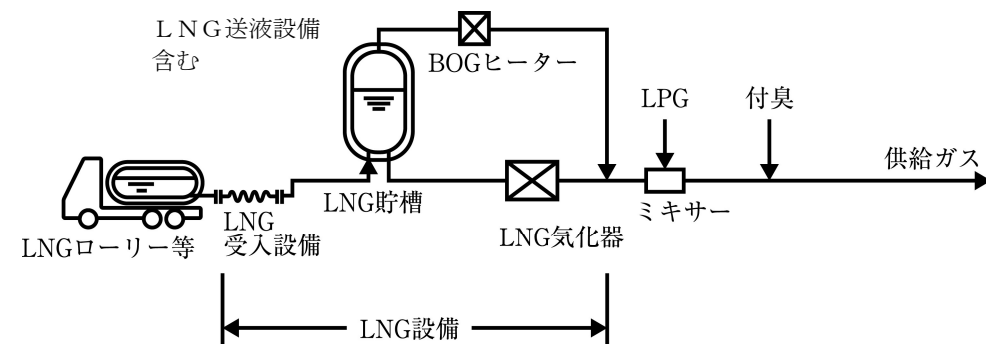 ＬＮＧ送液設備
含む
BOGヒーター
LPG
付臭
供給ガス
LNGローリー等
LNG
受入設備
LNG貯槽
LNG気化器
ミキサー
LNG設備